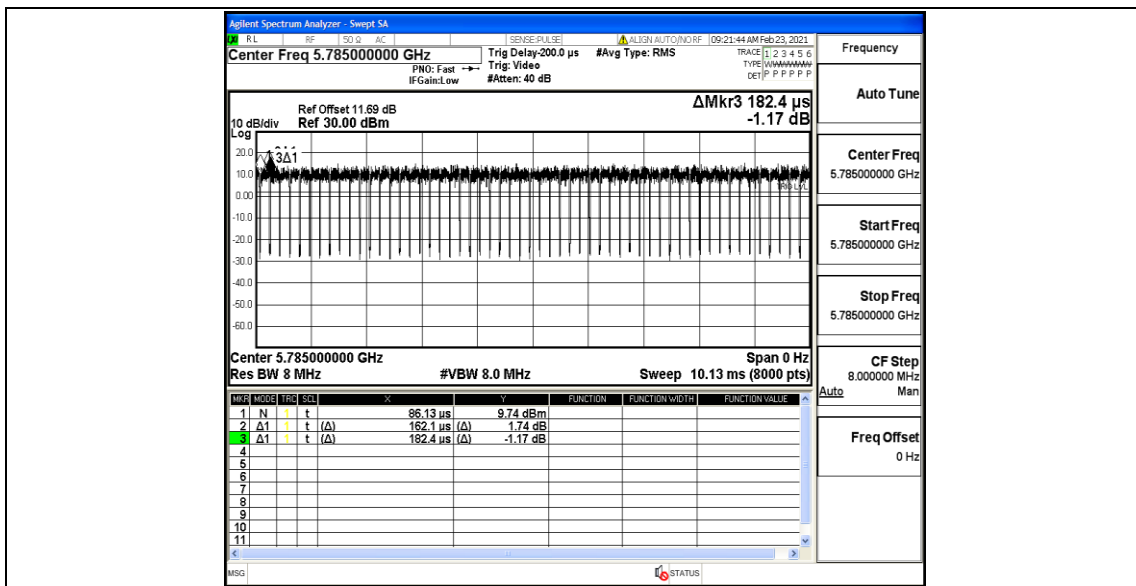 Agilent Spectrum Analyzer - Swept SA
RL RF 50 Ω AC SENSE:PULSE ALIGN AUTO/NO RF 09:21:44 AM Feb 23, 2021
Center Freq 5.785000000 GHz
PNO: Fast
IFGain:Low
Trig Delay-200.0 µs
Trig: Video
#Atten: 40 dB
#Avg Type: RMS
TRACE 1 2 3 4 5 6
TYPE
DET P P P P P P
Ref Offset 11.69 dB
10 dB/div Ref 30.00 dBm
Log
ΔMkr3 182.4 µs
-1.17 dB
20.0
10.0
0.00
-10.0
-20.0
-30.0
-40.0
-50.0
-60.0
3Δ1
TRIG LVL
Center 5.785000000 GHz Span 0 Hz
Res BW 8 MHz #VBW 8.0 MHz Sweep 10.13 ms (8000 pts)
MKR MODE TRC SCL X Y FUNCTION FUNCTION WIDTH FUNCTION VALUE
1 N 1 t 86.13 µs 9.74 dBm
2 Δ1 1 t (Δ) 162.1 µs (Δ) 1.74 dB
3 Δ1 1 t (Δ) 182.4 µs (Δ) -1.17 dB
4
5
6
7
8
9
10
11
MSG STATUS
Frequency
Auto Tune
Center Freq
5.785000000 GHz
Start Freq
5.785000000 GHz
Stop Freq
5.785000000 GHz
CF Step
8.000000 MHz
Auto Man
Freq Offset
0 Hz